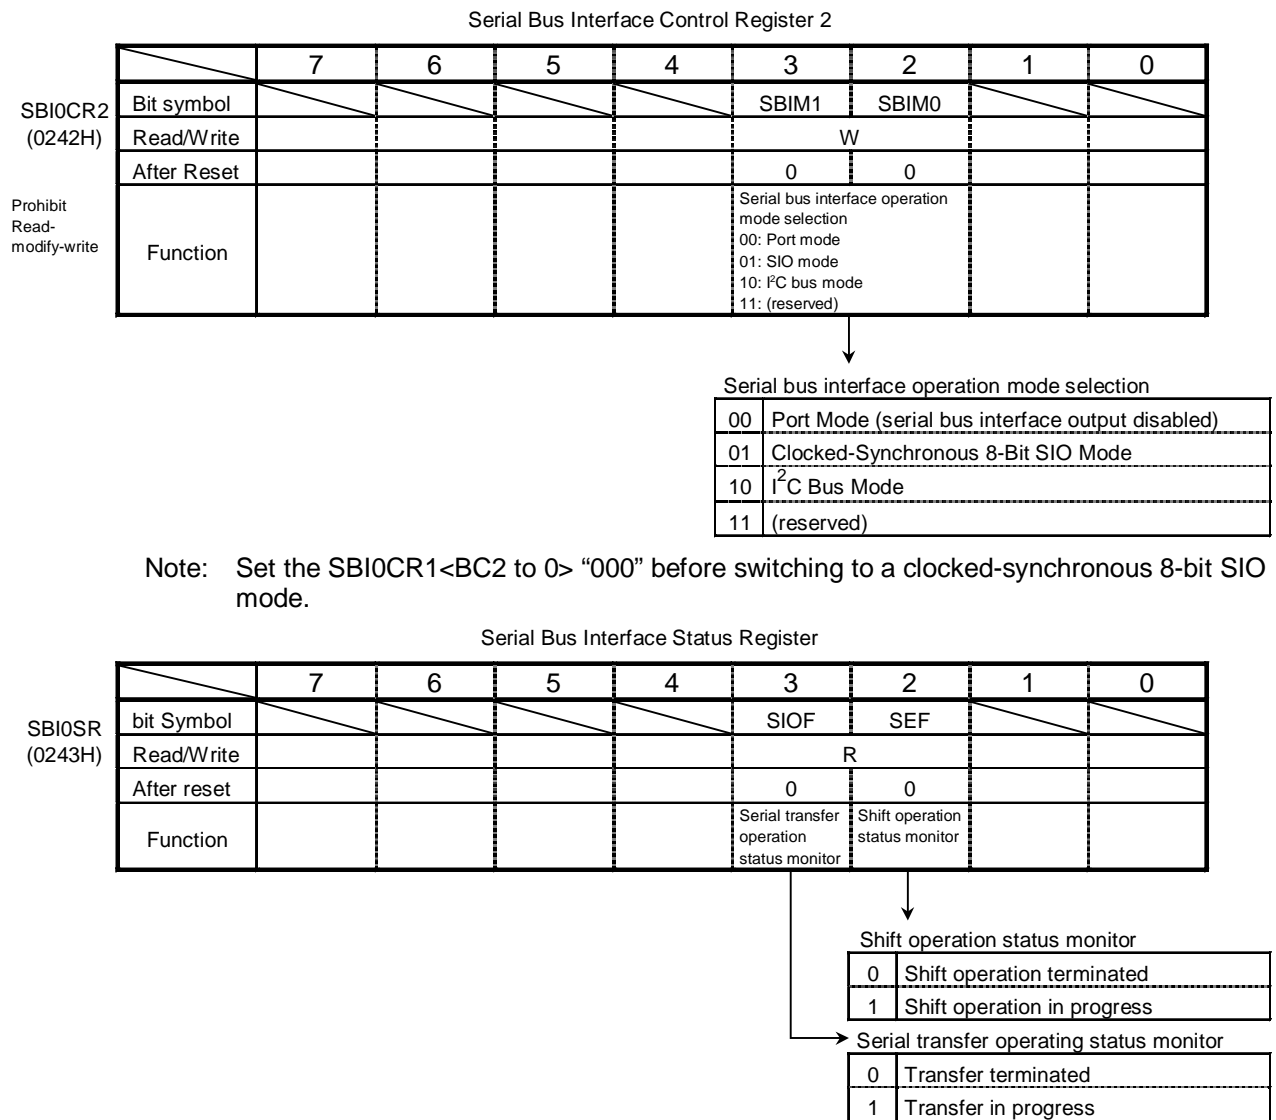 Serial Bus Interface Control Register 2
7 6 5 4 3 2 1 0
SBI0CR2
(0242H)
Bit symbol SBIM1 SBIM0
Read/Write W
After Reset 0 0
Prohibit
Read-
modify-write
Function
Serial bus interface operation
mode selection
00: Port mode
01: SIO mode
10: I²C bus mode
11: (reserved)
Serial bus interface operation mode selection
00 Port Mode (serial bus interface output disabled)
01 Clocked-Synchronous 8-Bit SIO Mode
10 I²C Bus Mode
11 (reserved)
Note: Set the SBI0CR1<BC2 to 0> “000” before switching to a clocked-synchronous 8-bit SIO
mode.
Serial Bus Interface Status Register
7 6 5 4 3 2 1 0
SBI0SR
(0243H)
bit Symbol SIOF SEF
Read/Write R
After reset 0 0
Function
Serial transfer
operation
status monitor
Shift operation
status monitor
Shift operation status monitor
0 Shift operation terminated
1 Shift operation in progress
Serial transfer operating status monitor
0 Transfer terminated
1 Transfer in progress